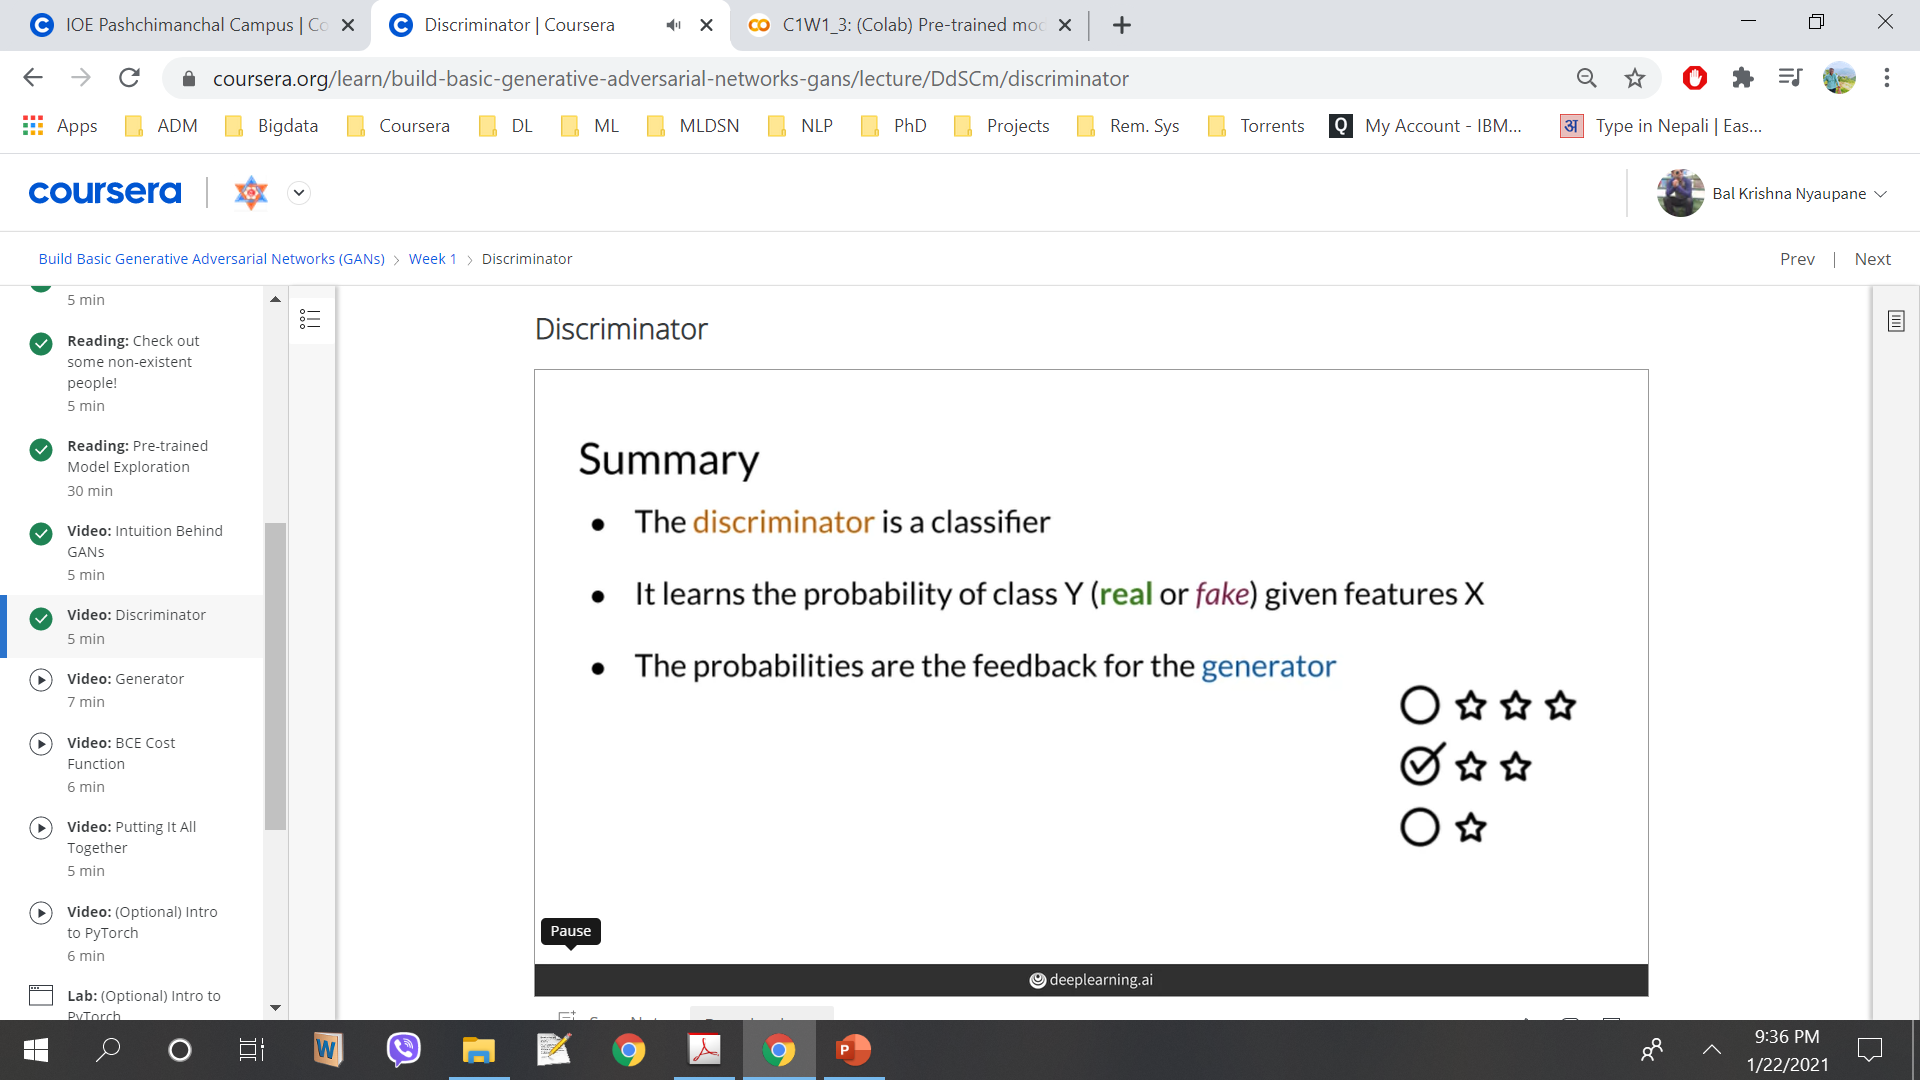 IOE Pashchimanchal Campus | Co
Discriminator | Coursera
C1W1_3: (Colab) Pre-trained mod
coursera.org/learn/build-basic-generative-adversarial-networks-gans/lecture/DdSCm/discriminator
Apps
ADM
Bigdata
Coursera
DL
ML
MLDSN
NLP
PhD
Projects
Rem. Sys
Torrents
Q
My Account - IBM...
अ
Type in Nepali | Eas...
coursera
Bal Krishna Nyaupane
Build Basic Generative Adversarial Networks (GANs) > Week 1 > Discriminator
Prev | Next
5 min
Reading: Check out
some non-existent
people!
5 min
Reading: Pre-trained
Model Exploration
30 min
Video: Intuition Behind
GANs
5 min
Video: Discriminator
5 min
Video: Generator
7 min
Video: BCE Cost
Function
6 min
Video: Putting It All
Together
5 min
Video: (Optional) Intro
to PyTorch
6 min
Lab: (Optional) Intro to
PyTorch
Discriminator
Summary
● The discriminator is a classifier
● It learns the probability of class Y (real or fake) given features X
● The probabilities are the feedback for the generator
Pause
deeplearning.ai
9:36 PM
1/22/2021